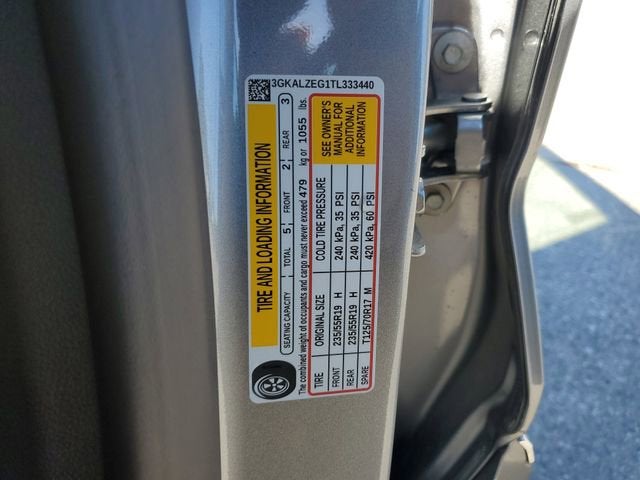 3GKALZEG1TL333440
TIRE AND LOADING INFORMATION
SEATING CAPACITY TOTAL 5 FRONT 2 REAR 3
The combined weight of occupants and cargo must never exceed 479 kg or 1055 lbs.
TIRE ORIGINAL SIZE COLD TIRE PRESSURE
FRONT 235/55R19 H 240 kPa, 35 PSI
REAR 235/55R19 H 240 kPa, 35 PSI
SPARE T125/70R17 M 420 kPa, 60 PSI
SEE OWNER'S
MANUAL FOR
ADDITIONAL
INFORMATION